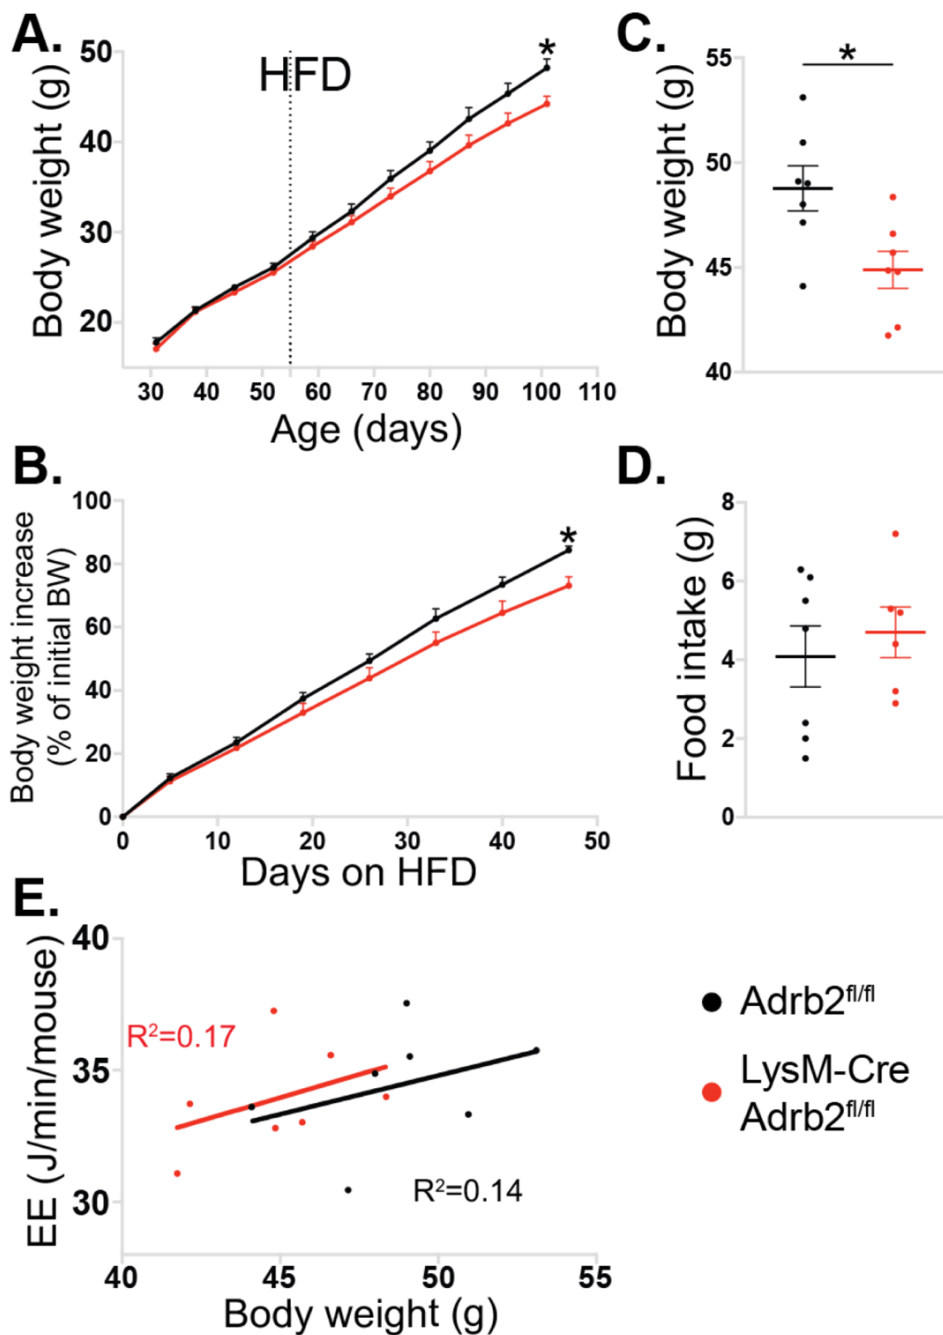 A.
Body weight (g)
50
40
30
20
HFD
*
30 40 50 60 70 80 90 100 110
Age (days)
C.
Body weight (g)
55
50
45
40
*
B.
Body weight increase
(% of initial BW)
100
80
60
40
20
0
*
0 10 20 30 40 50
Days on HFD
D.
Food intake (g)
8
6
4
2
0
E.
EE (J/min/mouse)
40
35
30
R²=0.17
R²=0.14
40 45 50 55
Body weight (g)
Adrb2fl/fl
LysM-Cre
Adrb2fl/fl